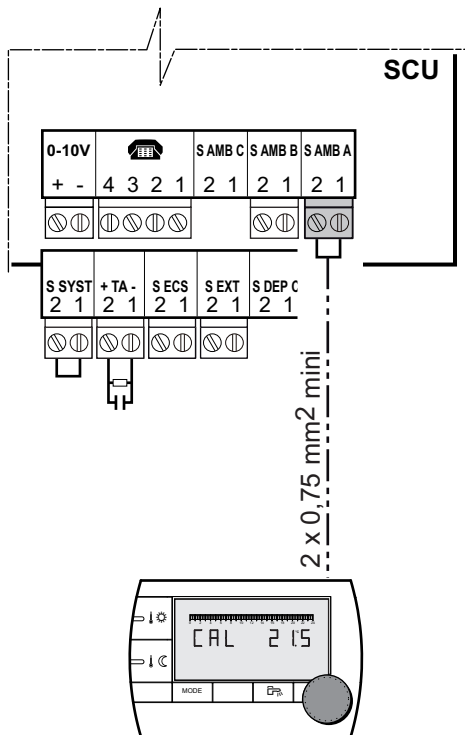 SCU
0-10V S AMB C S AMB B S AMB A
+ - 4 3 2 1 2 1 2 1 2 1
S SYST + TA - S ECS S EXT S DEP C
2 1 2 1 2 1 2 1 2 1
2 x 0,75 mm² mini
CAL 21.5
MODE